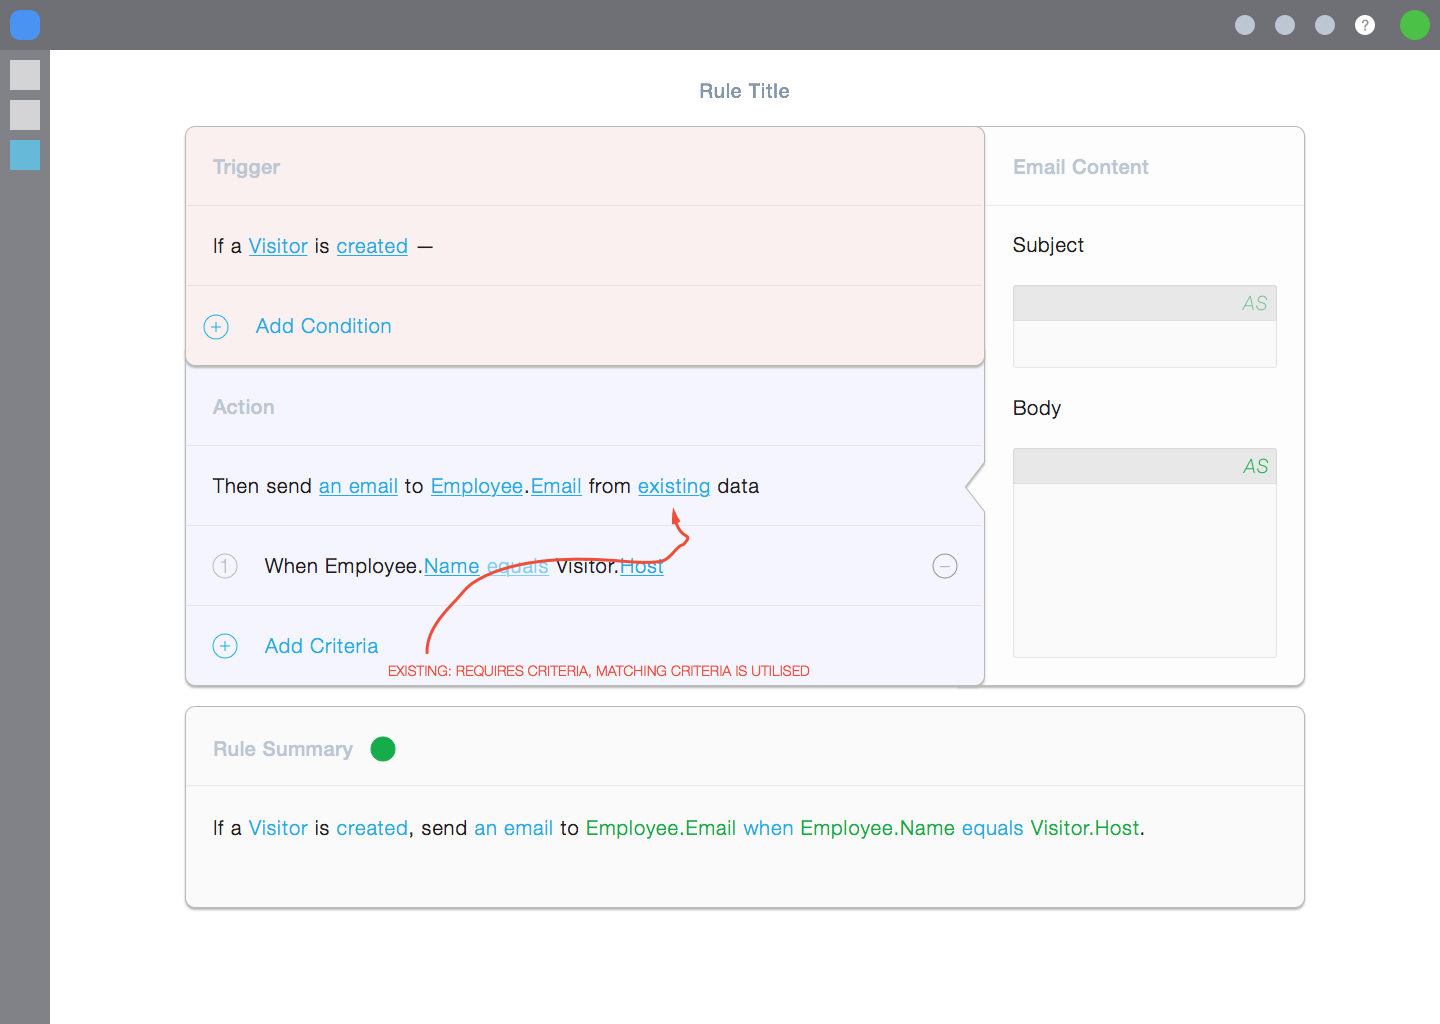 ?
Rule Title
Trigger
If a Visitor is created —
Add Condition
Action
Then send an email to Employee.Email from existing data
1 When Employee.Name equals Visitor.Host
Add Criteria
EXISTING: REQUIRES CRITERIA, MATCHING CRITERIA IS UTILISED
Email Content
Subject
AS
Body
AS
Rule Summary
If a Visitor is created, send an email to Employee.Email when Employee.Name equals Visitor.Host.